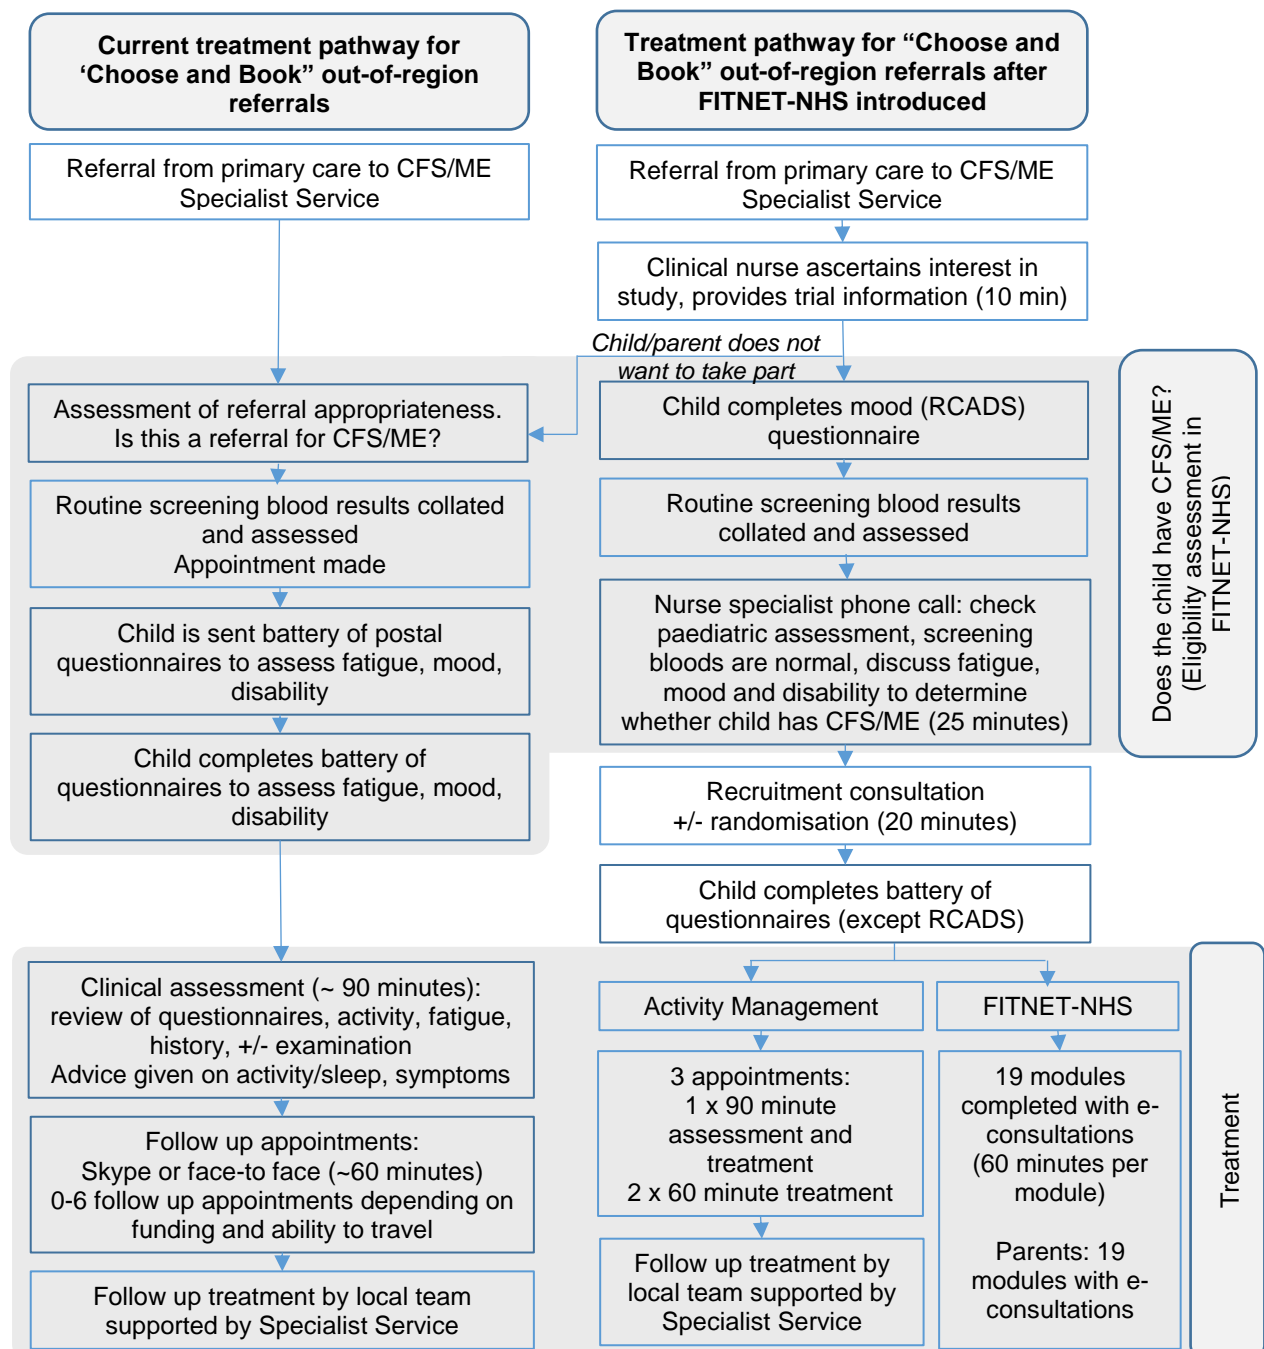 Current treatment pathway for
‘Choose and Book” out-of-region
referrals
Referral from primary care to CFS/ME
Specialist Service
Assessment of referral appropriateness.
Is this a referral for CFS/ME?
Routine screening blood results collated
and assessed
Appointment made
Child is sent battery of postal
questionnaires to assess fatigue, mood,
disability
Child completes battery of
questionnaires to assess fatigue, mood,
disability
Clinical assessment (~ 90 minutes):
review of questionnaires, activity, fatigue,
history, +/- examination
Advice given on activity/sleep, symptoms
Follow up appointments:
Skype or face-to face (~60 minutes)
0-6 follow up appointments depending on
funding and ability to travel
Follow up treatment by local team
supported by Specialist Service
Treatment pathway for “Choose and
Book” out-of-region referrals after
FITNET-NHS introduced
Referral from primary care to CFS/ME
Specialist Service
Clinical nurse ascertains interest in
study, provides trial information (10 min)
Child/parent does not
want to take part
Child completes mood (RCADS)
questionnaire
Routine screening blood results
collated and assessed
Nurse specialist phone call: check
paediatric assessment, screening
bloods are normal, discuss fatigue,
mood and disability to determine
whether child has CFS/ME (25 minutes)
Recruitment consultation
+/- randomisation (20 minutes)
Child completes battery of
questionnaires (except RCADS)
Activity Management
3 appointments:
1 x 90 minute
assessment and
treatment
2 x 60 minute treatment
Follow up treatment by
local team supported by
Specialist Service
FITNET-NHS
19 modules
completed with e-
consultations
(60 minutes per
module)
Parents: 19
modules with e-
consultations
Does the child have CFS/ME?
(Eligibility assessment in
FITNET-NHS)
Treatment